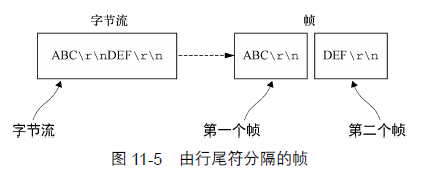 字节流 帧
ABC\r\nDEF\r\n ABC\r\n DEF\r\n
字节流 第一个帧 第二个帧
图 11-5 由行尾符分隔的帧